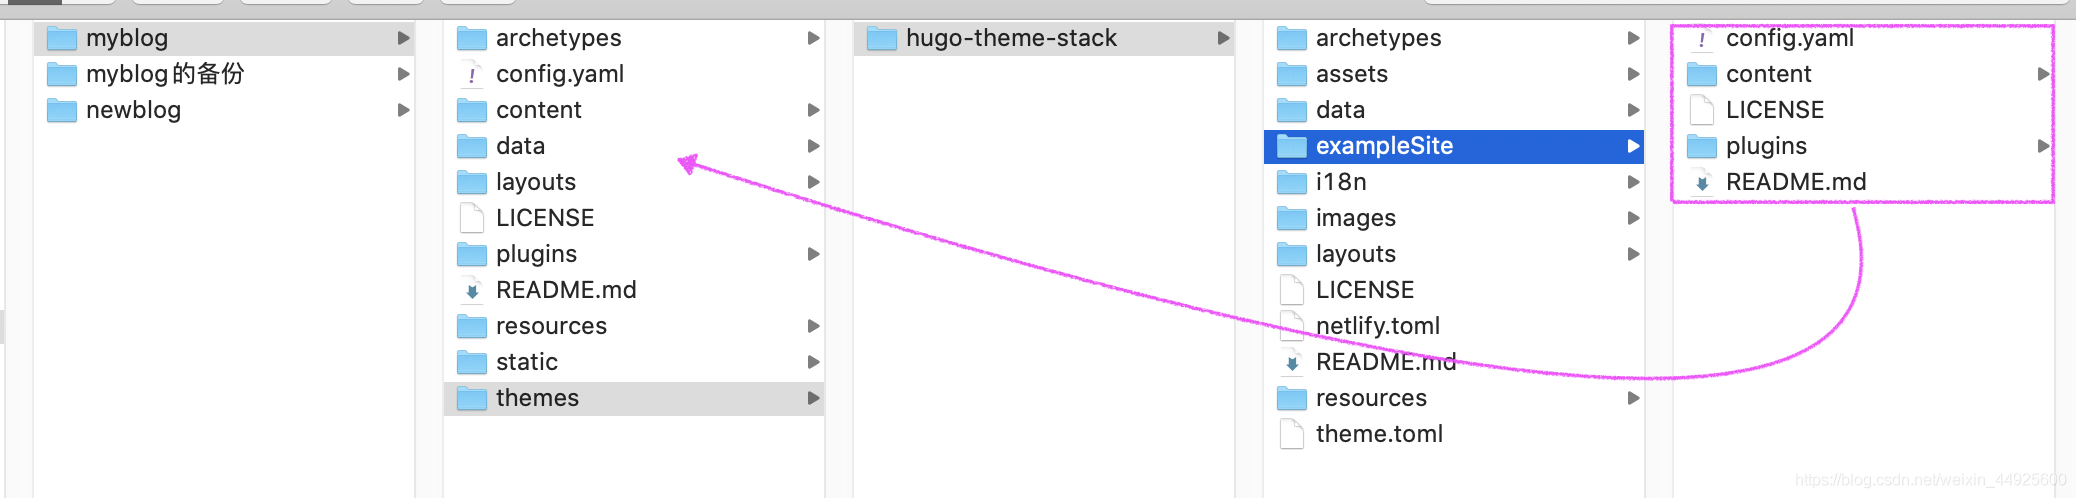 myblog
myblog的备份
newblog
archetypes
config.yaml
content
data
layouts
LICENSE
plugins
README.md
resources
static
themes
hugo-theme-stack
archetypes
assets
data
exampleSite
i18n
images
layouts
LICENSE
netlify.toml
README.md
resources
theme.toml
config.yaml
content
LICENSE
plugins
README.md
https://blog.csdn.net/weixin_44925600